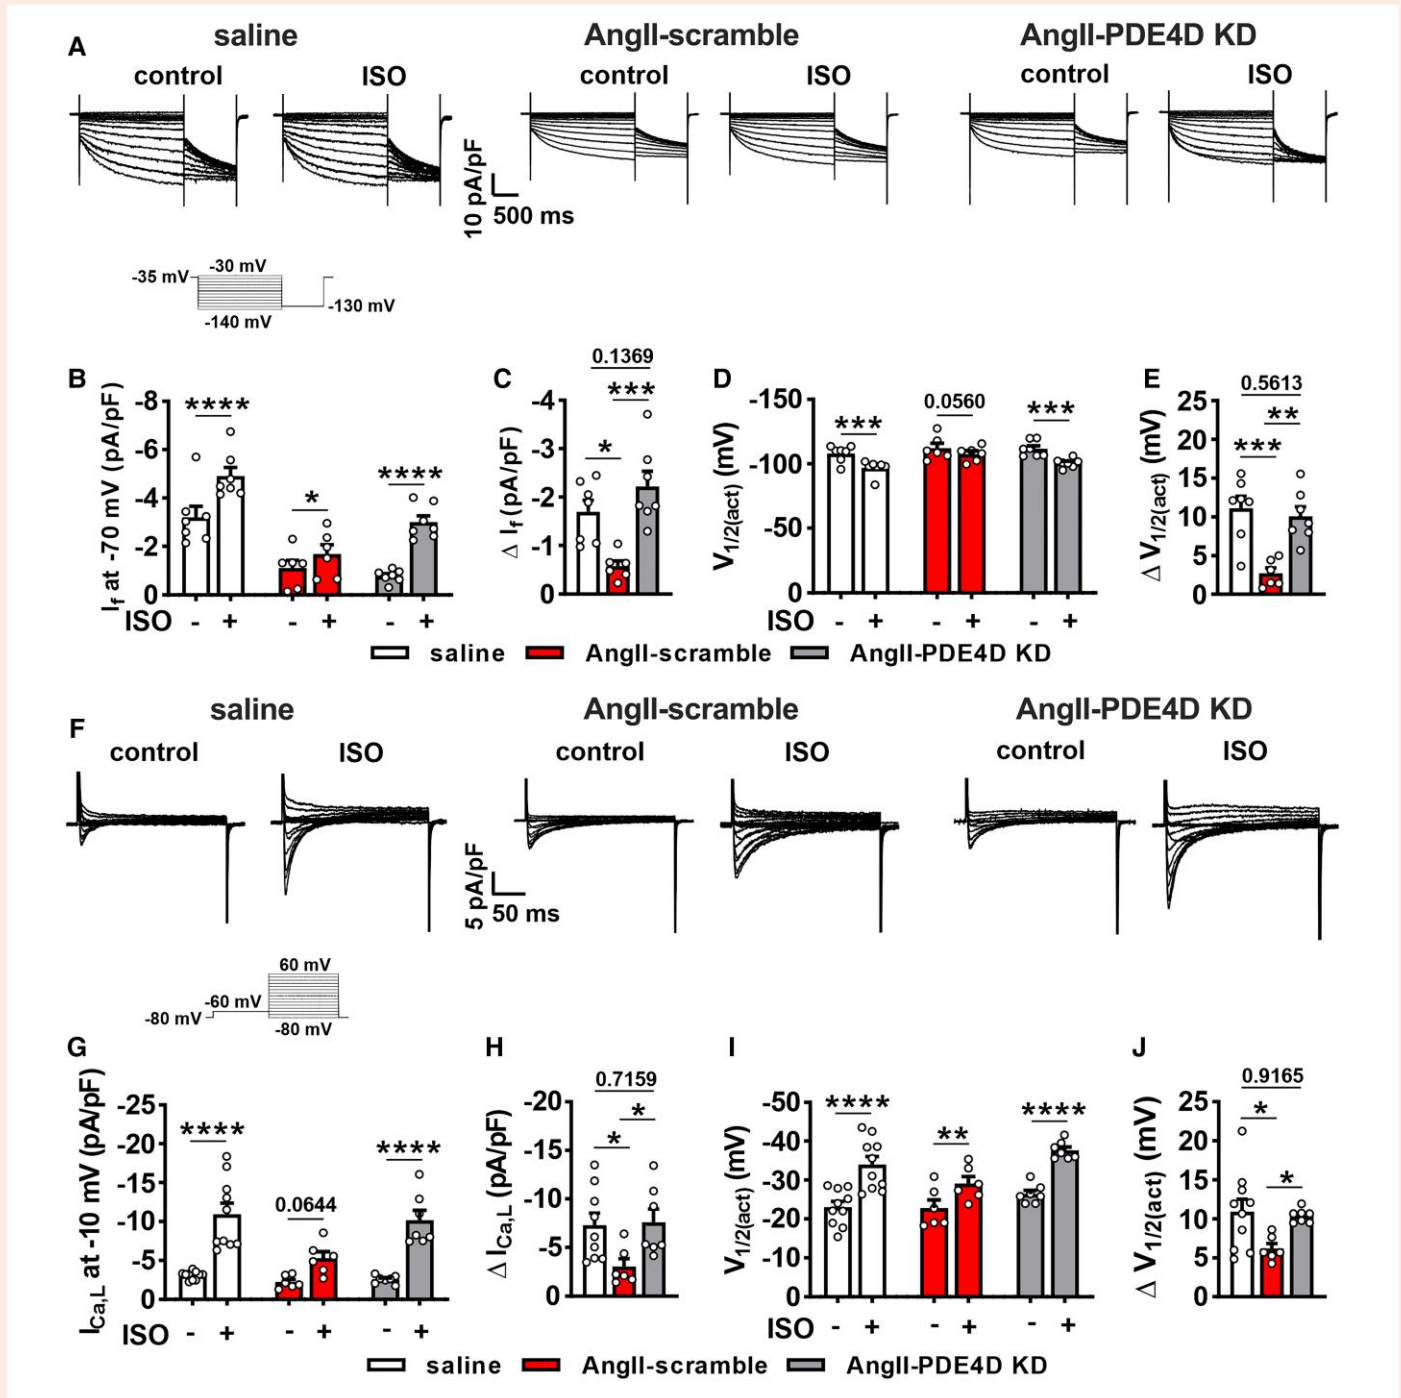 A
saline
AngII-scramble
AngII-PDE4D KD
control
ISO
control
ISO
control
ISO
10 pA/pF
500 ms
-30 mV
-35 mV
-130 mV
-140 mV
B
If at -70 mV (pA/pF)
-8
-6
-4
-2
0
****
*
****
ISO - + - + - +
C
Δ If (pA/pF)
-4
-3
-2
-1
0
0.1369
***
*
D
V1/2(act) (mV)
-150
-100
-50
0
***
0.0560
***
ISO - + - + - +
E
Δ V1/2(act) (mV)
25
20
15
10
5
0
0.5613
**
***
saline AngII-scramble AngII-PDE4D KD
F
saline
AngII-scramble
AngII-PDE4D KD
control
ISO
control
ISO
control
ISO
5 pA/pF
50 ms
60 mV
-60 mV
-80 mV
-80 mV
G
ICa,L at -10 mV (pA/pF)
-25
-20
-15
-10
-5
0
****
0.0644
****
ISO - + - + - +
H
Δ ICa,L (pA/pF)
-20
-15
-10
-5
0
0.7159
*
*
I
V1/2(act) (mV)
-50
-40
-30
-20
-10
0
****
**
****
ISO - + - + - +
J
Δ V1/2(act) (mV)
25
20
15
10
5
0
0.9165
*
*
saline AngII-scramble AngII-PDE4D KD